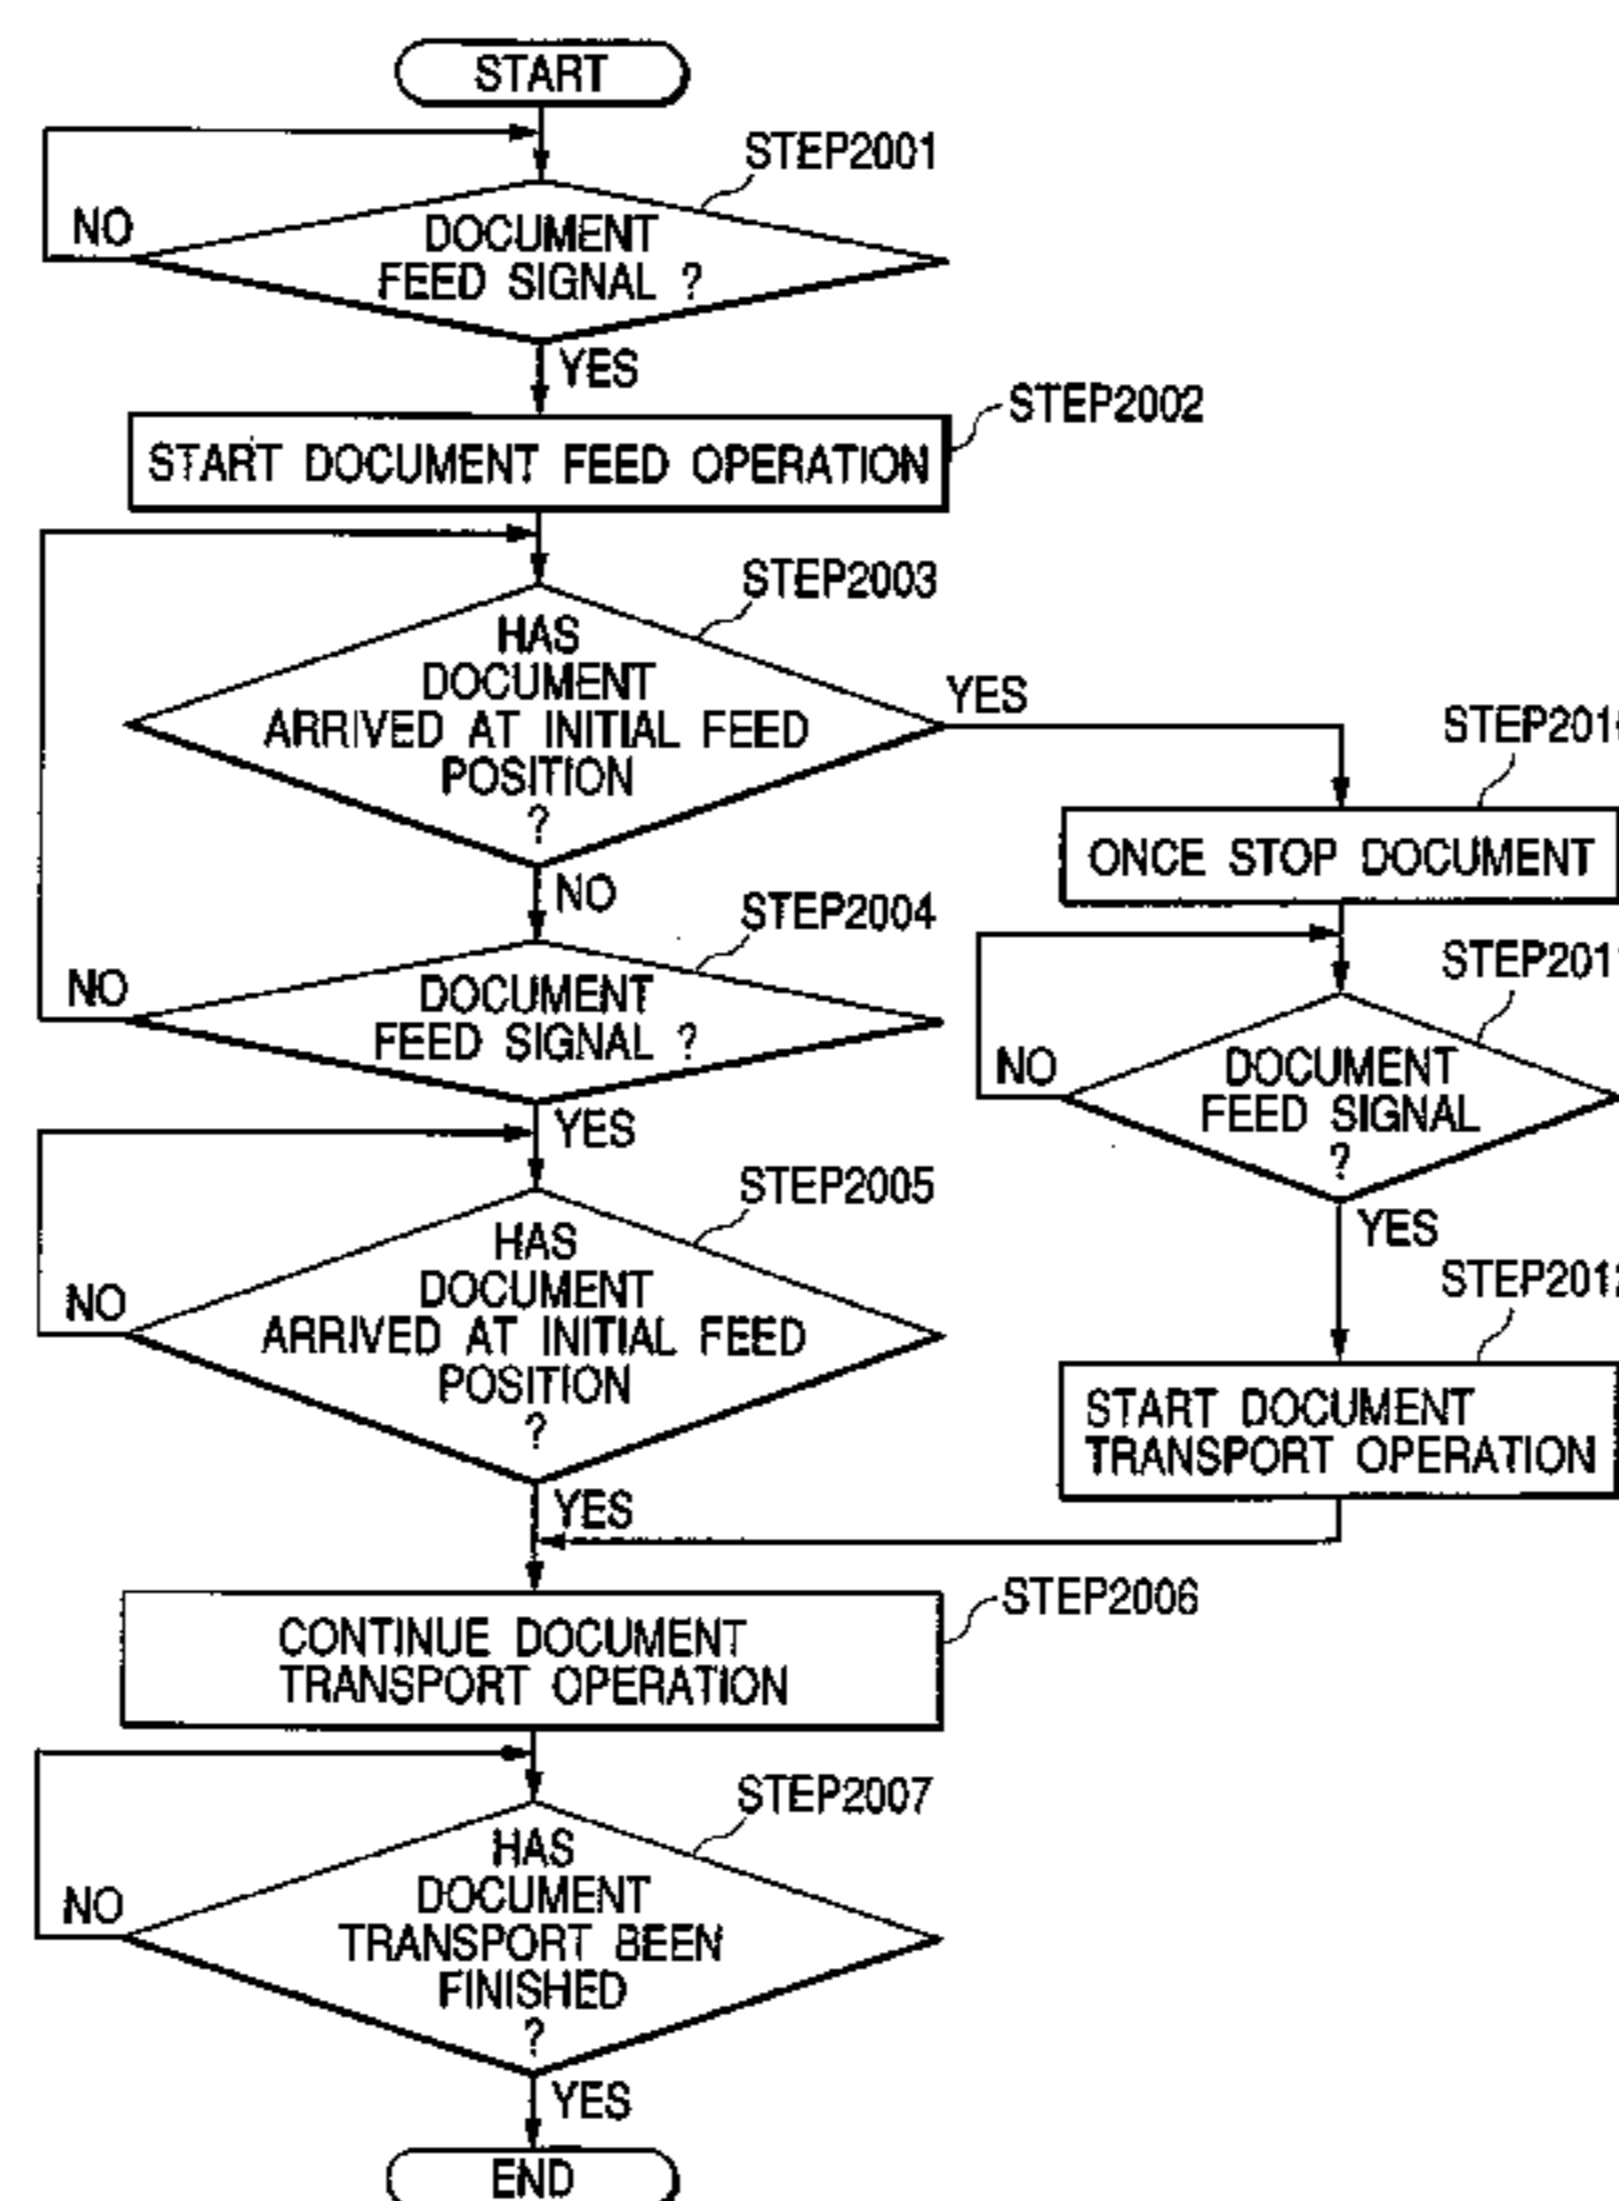 START
STEP2001
NO
DOCUMENT
FEED SIGNAL ?
YES
STEP2002
START DOCUMENT FEED OPERATION
STEP2003
HAS
DOCUMENT
ARRIVED AT INITIAL FEED
POSITION
?
YES
NO
STEP2004
NO
DOCUMENT
FEED SIGNAL ?
YES
STEP2005
HAS
DOCUMENT
ARRIVED AT INITIAL FEED
POSITION
?
NO
YES
ONCE STOP DOCUMENT
NO
DOCUMENT
FEED SIGNAL
?
YES
START DOCUMENT
TRANSPORT OPERATION
STEP2006
CONTINUE DOCUMENT
TRANSPORT OPERATION
STEP2007
HAS
DOCUMENT
TRANSPORT BEEN
FINISHED
?
NO
YES
END